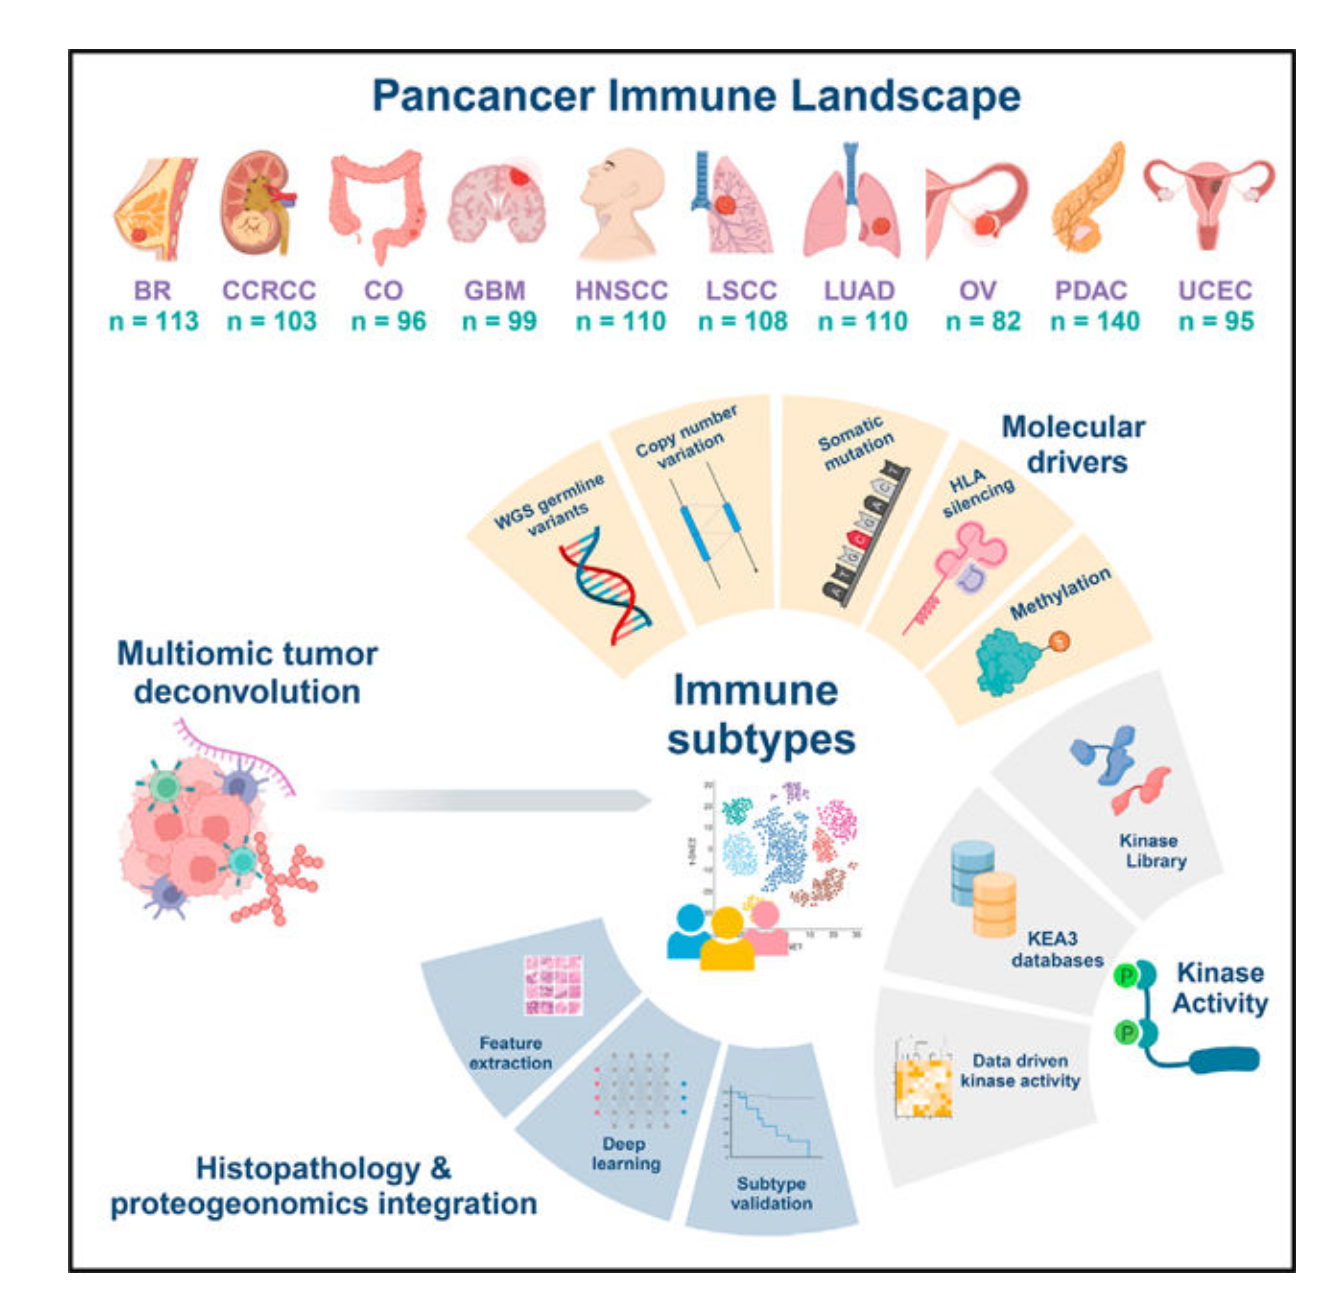 Pancancer Immune Landscape
BR
n = 113
CCRCC
n = 103
CO
n = 96
GBM
n = 99
HNSCC
n = 110
LSCC
n = 108
LUAD
n = 110
OV
n = 82
PDAC
n = 140
UCEC
n = 95
Molecular
drivers
WGS germline
variants
Copy number
variation
Somatic
mutation
HLA
silencing
Methylation
Multiomic tumor
deconvolution
Immune
subtypes
Kinase
Library
KEA3
databases
Data driven
kinase activity
P
P
Kinase
Activity
Feature
extraction
Deep
learning
Subtype
validation
Histopathology &
proteogeonomics integration